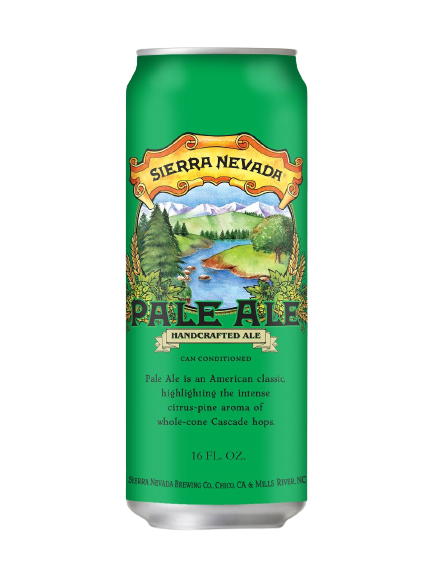 SIERRA NEVADA
PALE ALE
HANDCRAFTED ALE
CAN CONDITIONED
Pale Ale is an American classic,
highlighting the intense
citrus-pine aroma of
whole-cone Cascade hops.
16 FL. OZ.
SIERRA NEVADA BREWING CO., CHICO, CA & MILLS RIVER, NC